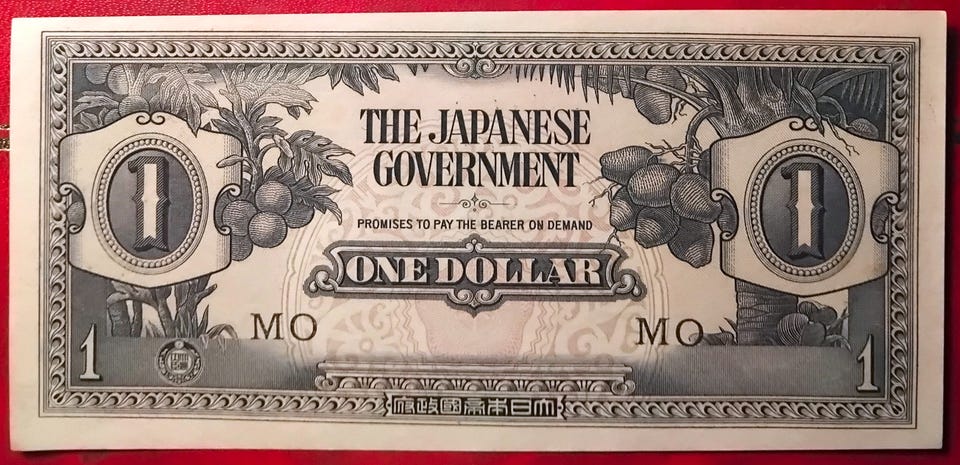 THE JAPANESE
GOVERNMENT
PROMISES TO PAY THE BEARER ON DEMAND
ONE DOLLAR
1
1
MO
MO
1
1
大日本帝國政府